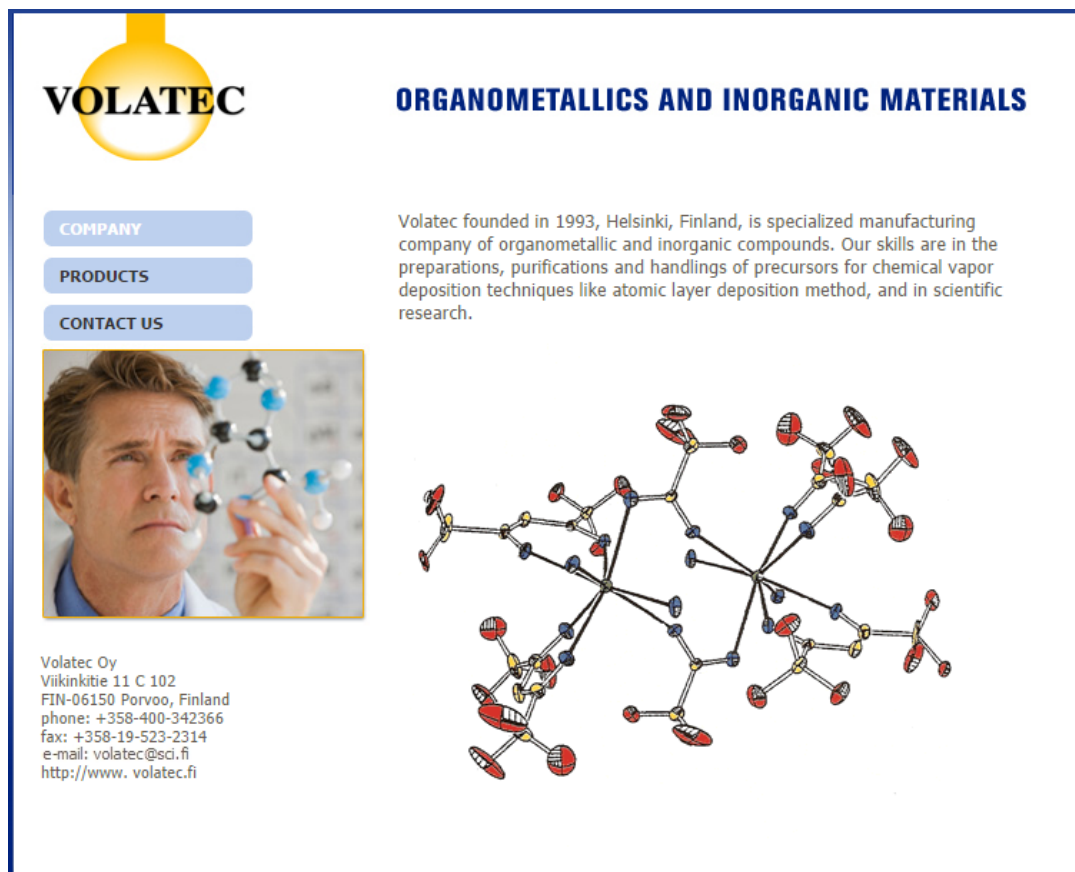 VOLATEC
ORGANOMETALLICS AND INORGANIC MATERIALS
COMPANY
PRODUCTS
CONTACT US
Volatec founded in 1993, Helsinki, Finland, is specialized manufacturing
company of organometallic and inorganic compounds. Our skills are in the
preparations, purifications and handlings of precursors for chemical vapor
deposition techniques like atomic layer deposition method, and in scientific
research.
Volatec Oy
Viikinkitie 11 C 102
FIN-06150 Porvoo, Finland
phone: +358-400-342366
fax: +358-19-523-2314
e-mail: volatec@sci.fi
http://www. volatec.fi